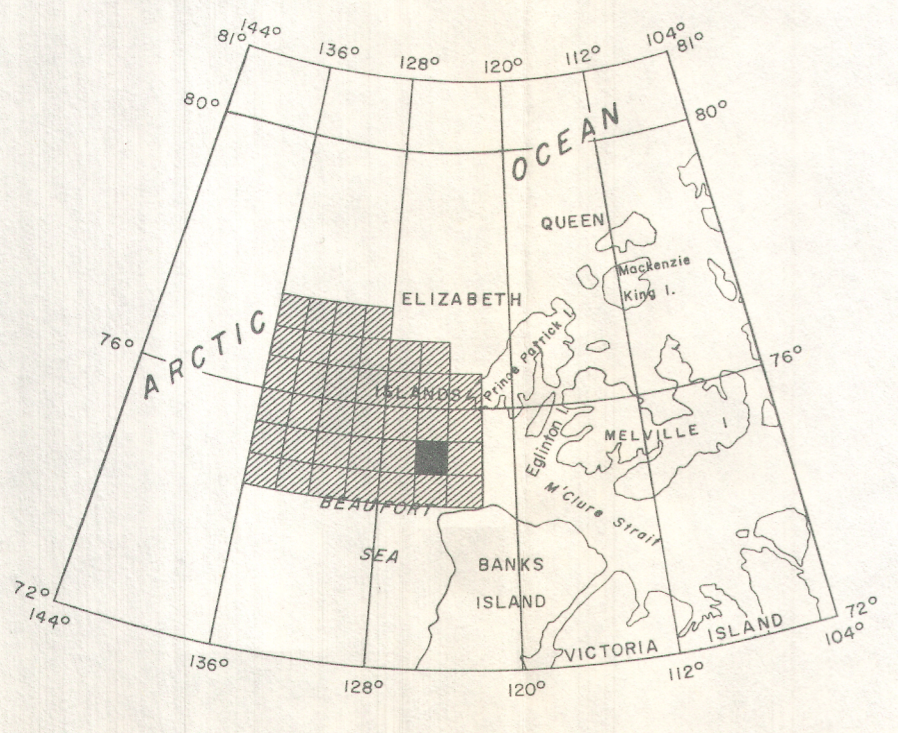 144°
81°
136°
128°
120°
112°
104°
81°
80°
80°
OCEAN
QUEEN
Mackenzie
King I.
ELIZABETH
ARCTIC
76°
76°
Prince Patrick I
ISLANDS
Eglinton I.
MELVILLE I
M'Clure Strait
BEAUFORT
SEA
BANKS
ISLAND
VICTORIA ISLAND
72°
144°
136°
128°
120°
112°
72°
104°